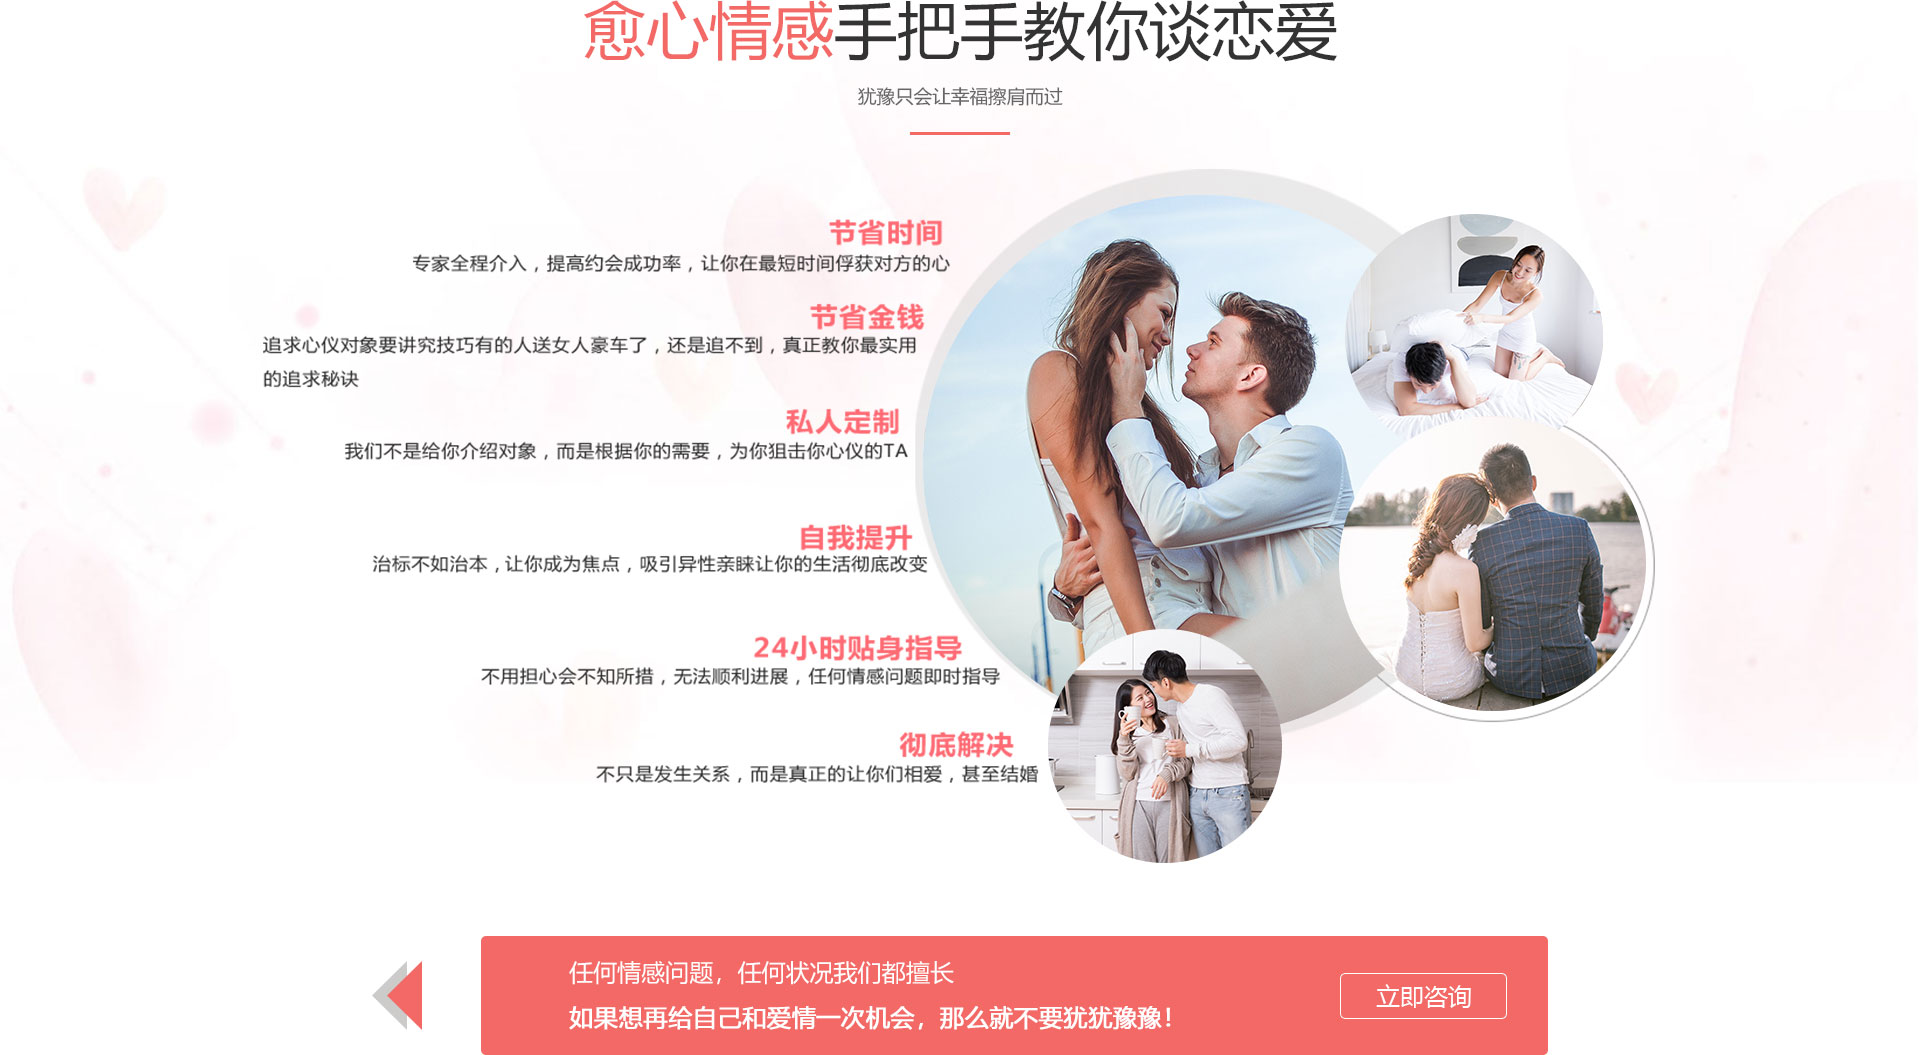 愈心情感手把手教你谈恋爱
犹豫只会让幸福擦肩而过
节省时间
专家全程介入，提高约会成功率，让你在最短时间俘获对方的心
节省金钱
追求心仪对象要讲究技巧有的人送女人豪车了，还是追不到，真正教你最实用
的追求秘诀
私人定制
我们不是给你介绍对象，而是根据你的需要，为你狙击你心仪的TA
自我提升
治标不如治本，让你成为焦点，吸引异性亲睐让你的生活彻底改变
24小时贴身指导
不用担心会不知所措，无法顺利进展，任何情感问题即时指导
彻底解决
不只是发生关系，而是真正的让你们相爱，甚至结婚
任何情感问题，任何状况我们都擅长
如果想再给自己和爱情一次机会，那么就不要犹犹豫豫！
立即咨询